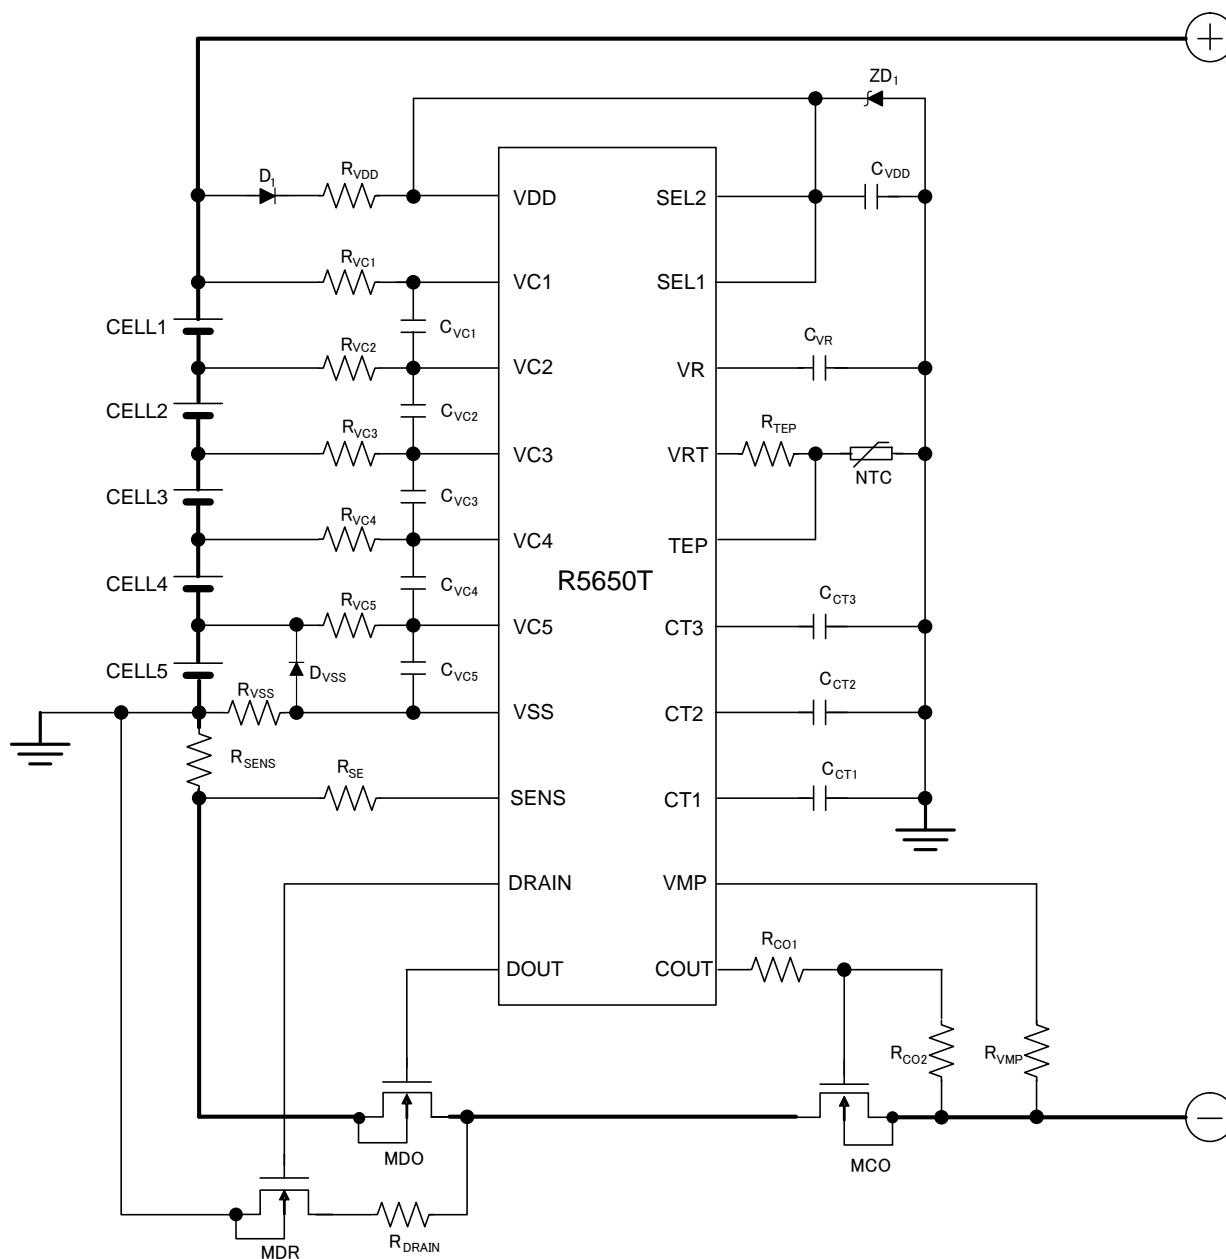 +
ZD1
D1
RVDD
CVDD
VDD
SEL2
RVC1
VC1
SEL1
CELL1
CVC1
CVR
RVC2
VC2
VR
CELL2
CVC2
RTEP
RVC3
VC3
VRT
NTC
CELL3
CVC3
RVC4
VC4
TEP
R5650T
CELL4
CVC4
CCT3
RVC5
VC5
CT3
CELL5
DVSS
CVC5
CCT2
RVSS
VSS
CT2
RSENS
RSE
CCT1
SENS
CT1
DRAIN
VMP
RCO1
DOUT
COUT
RCO2
RVMP
−
MDO
MCO
MDR
RDRAIN